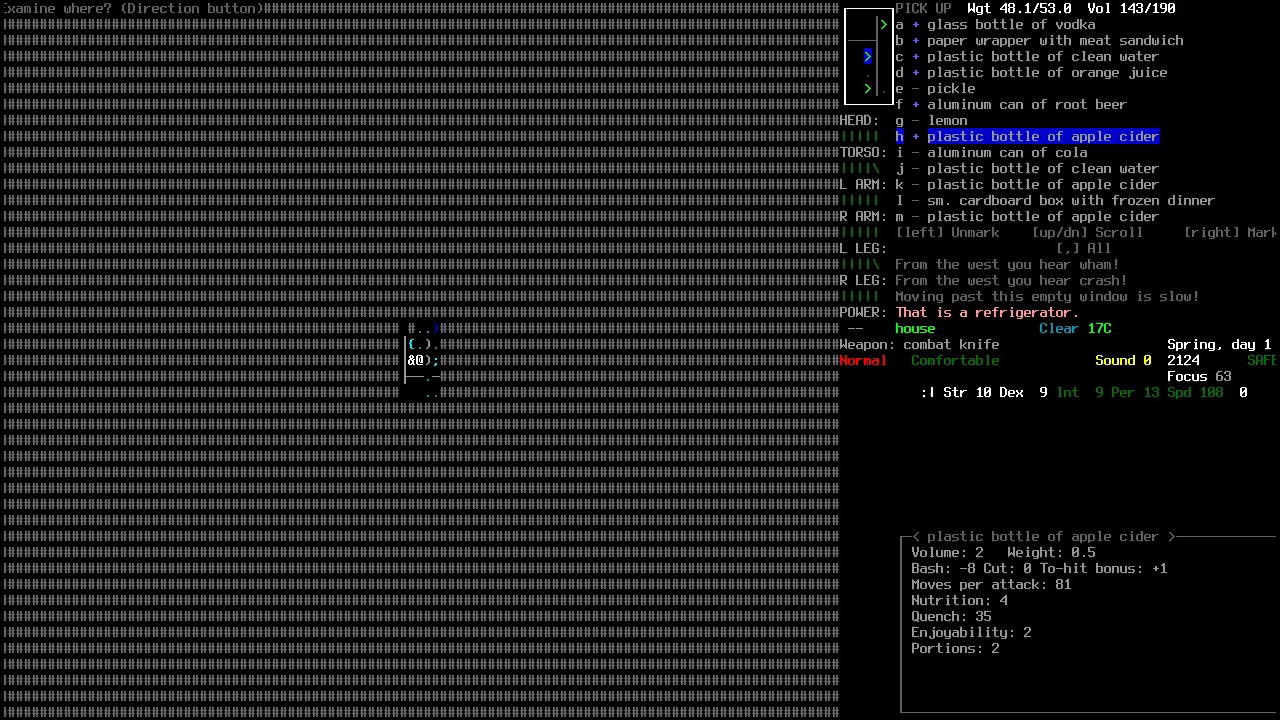 Examine where? (Direction button)
PICK UP  Wgt 48.1/53.0  Vol 143/190
a + glass bottle of vodka
b + paper wrapper with meat sandwich
c + plastic bottle of clean water
d + plastic bottle of orange juice
e - pickle
f + aluminum can of root beer
HEAD: g - lemon
||||| h + plastic bottle of apple cider
TORSO: i - aluminum can of cola
||||\ j - plastic bottle of clean water
L ARM: k - plastic bottle of apple cider
||||| l - sm. cardboard box with frozen dinner
R ARM: m - plastic bottle of apple cider
||||| [left] Unmark [up/dn] Scroll [right] Mark
L LEG: [,] All
||||\ From the west you hear wham!
R LEG: From the west you hear crash!
||||| Moving past this empty window is slow!
POWER: That is a refrigerator.
-- house Clear 17C
Weapon: combat knife Spring, day 1
Normal Comfortable Sound 0 2124 SAFE
Focus 63
:| Str 10 Dex 9 Int 9 Per 13 Spd 108 0
< plastic bottle of apple cider >
Volume: 2 Weight: 0.5
Bash: -8 Cut: 0 To-hit bonus: +1
Moves per attack: 81
Nutrition: 4
Quench: 35
Enjoyability: 2
Portions: 2